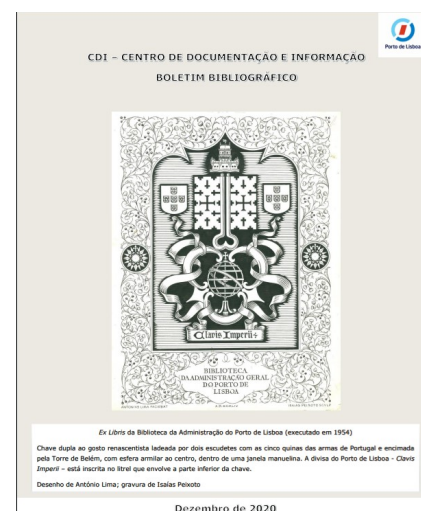 Porto de Lisboa
CDI – CENTRO DE DOCUMENTAÇÃO E INFORMAÇÃO
BOLETIM BIBLIOGRÁFICO
Clavis Imperii
BIBLIOTECA
DA ADMINISTRAÇÃO GERAL
DO PORTO DE
LISBOA
Ex Libris da Biblioteca da Administração do Porto de Lisboa (executado em 1954)
Chave dupla ao gosto renascentista ladeada por dois escudetes com as cinco quinas das armas de Portugal e encimada
pela Torre de Belém, com esfera armilar ao centro, dentro de uma janela manuelina. A divisa do Porto de Lisboa - Clavis
Imperii – está inscrita no litrel que envolve a parte inferior da chave.
Desenho de António Lima; gravura de Isaías Peixoto
Dezembro de 2020